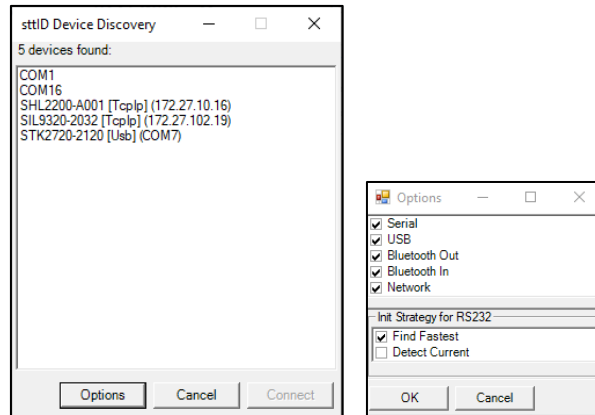 sttID Device Discovery
5 devices found:
COM1
COM16
SHL2200-A001 [TcpIp] (172.27.10.16)
SIL9320-2032 [TcpIp] (172.27.102.19)
STK2720-2120 [Usb] (COM7)
Options Cancel Connect
Options
Serial
USB
Bluetooth Out
Bluetooth In
Network
Init Strategy for RS232
Find Fastest
Detect Current
OK Cancel